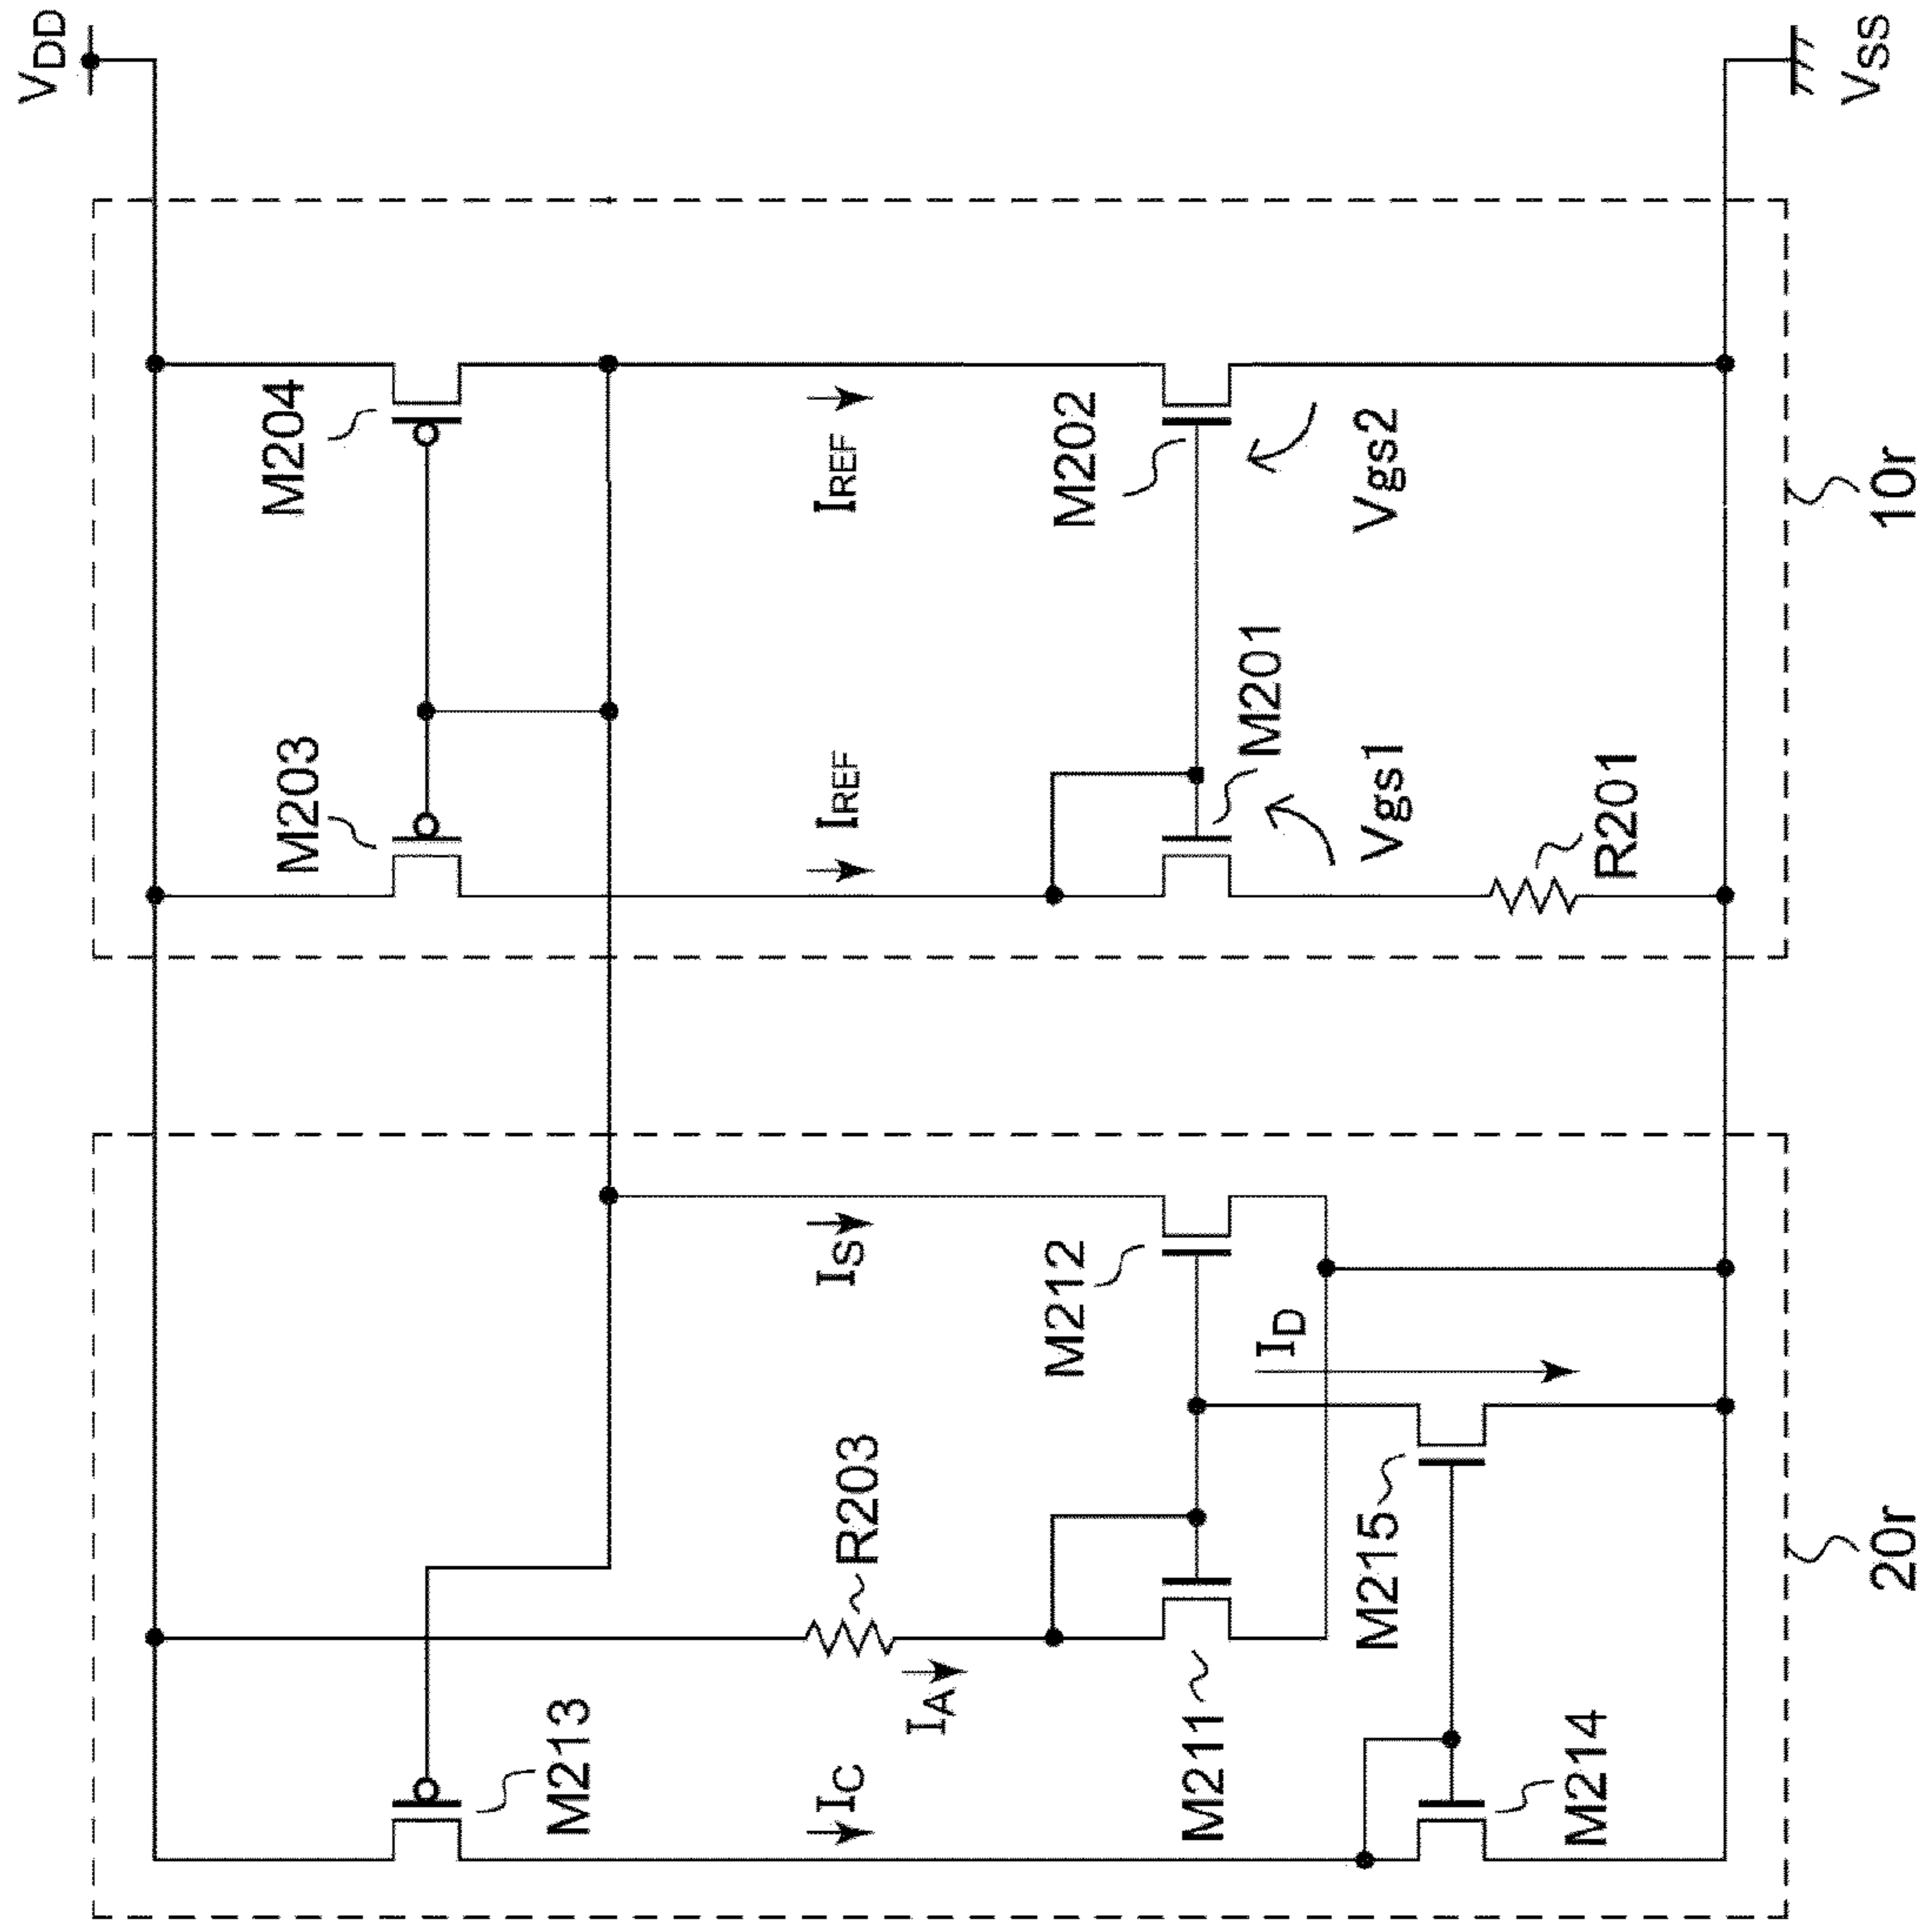 VDD
M204
M203
IREF
IREF
M202
M201
Vgs2
Vgs1
R201
VSS
10r
IS
M212
ID
R203
M215
IA
M213
IC
M211
M214
20r